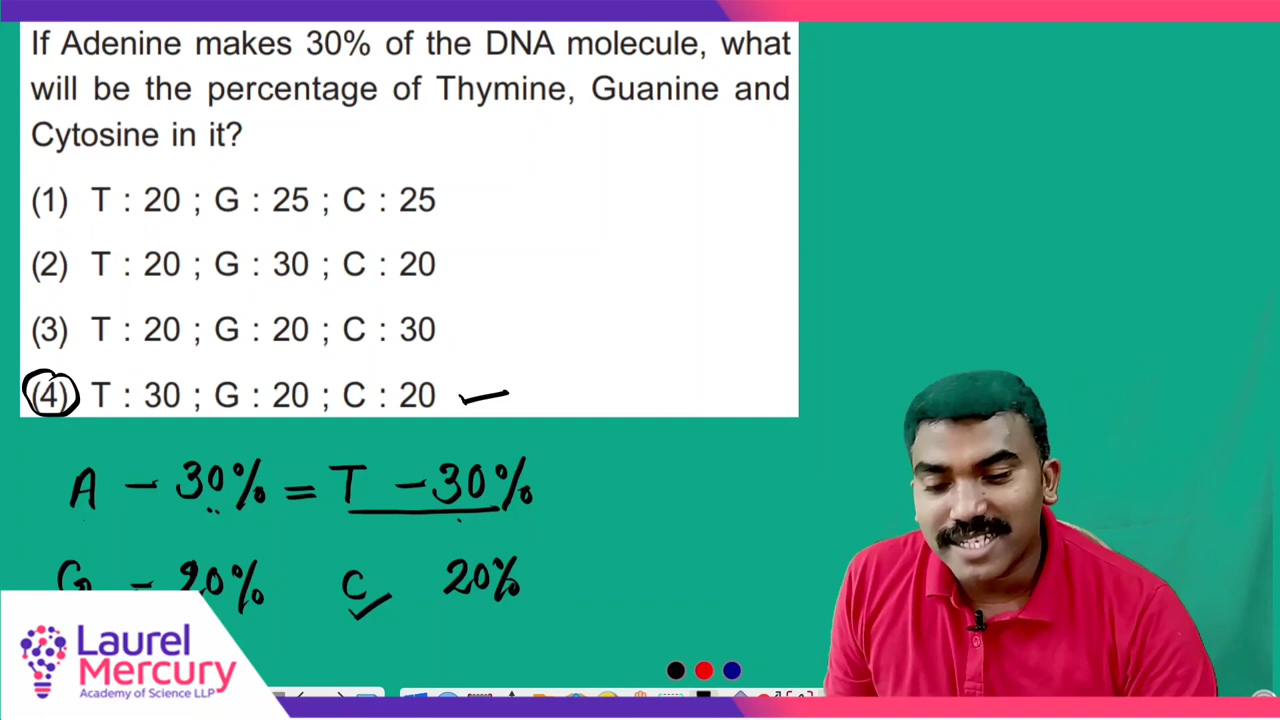 If Adenine makes 30% of the DNA molecule, what
will be the percentage of Thymine, Guanine and
Cytosine in it?
(1) T : 20 ; G : 25 ; C : 25
(2) T : 20 ; G : 30 ; C : 20
(3) T : 20 ; G : 20 ; C : 30
(4) T : 30 ; G : 20 ; C : 20
A – 30% = T – 30%
G – 20% C 20%
Laurel
Mercury
Academy of Science LLP